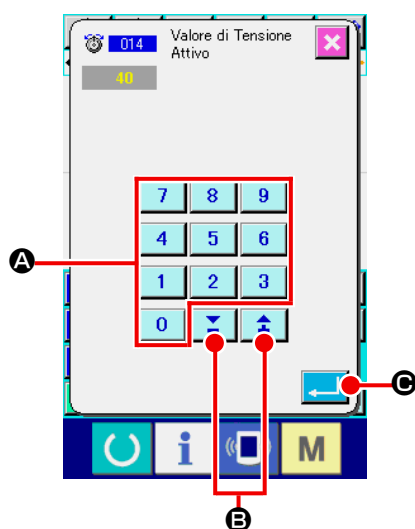 014 Valore di Tensione
Attivo
40
7 8 9
A
4 5 6
1 2 3
0
C
i M
B